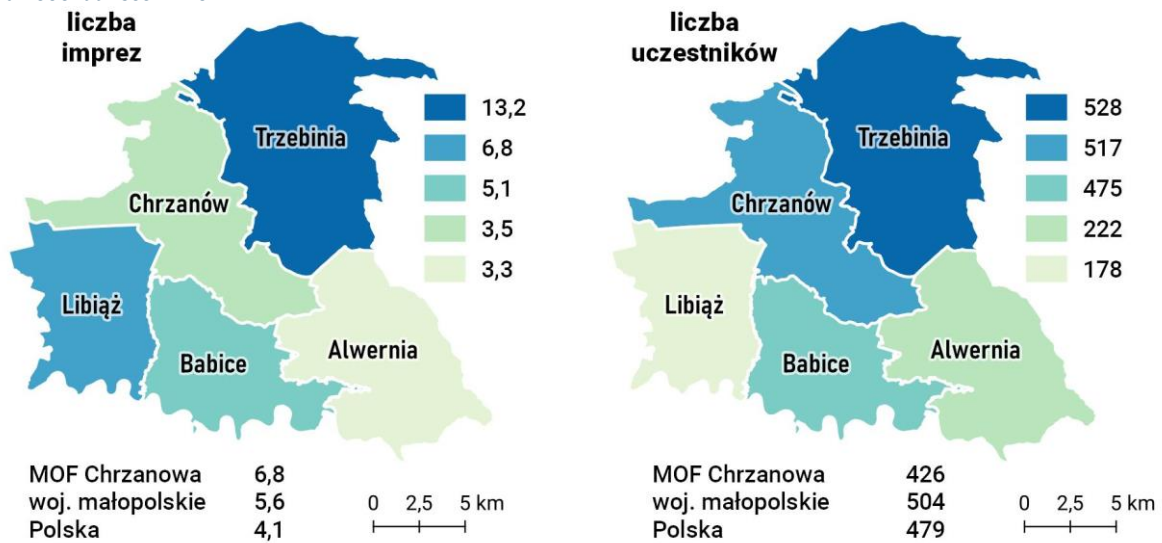 liczba
imprez
13,2
6,8
5,1
3,5
3,3
Trzebinia
Chrzanów
Libiąż
Babice
Alwernia
MOF Chrzanowa 6,8
woj. małopolskie 5,6
Polska 4,1
0 2,5 5 km
liczba
uczestników
528
517
475
222
178
Trzebinia
Chrzanów
Libiąż
Babice
Alwernia
MOF Chrzanowa 426
woj. małopolskie 504
Polska 479
0 2,5 5 km